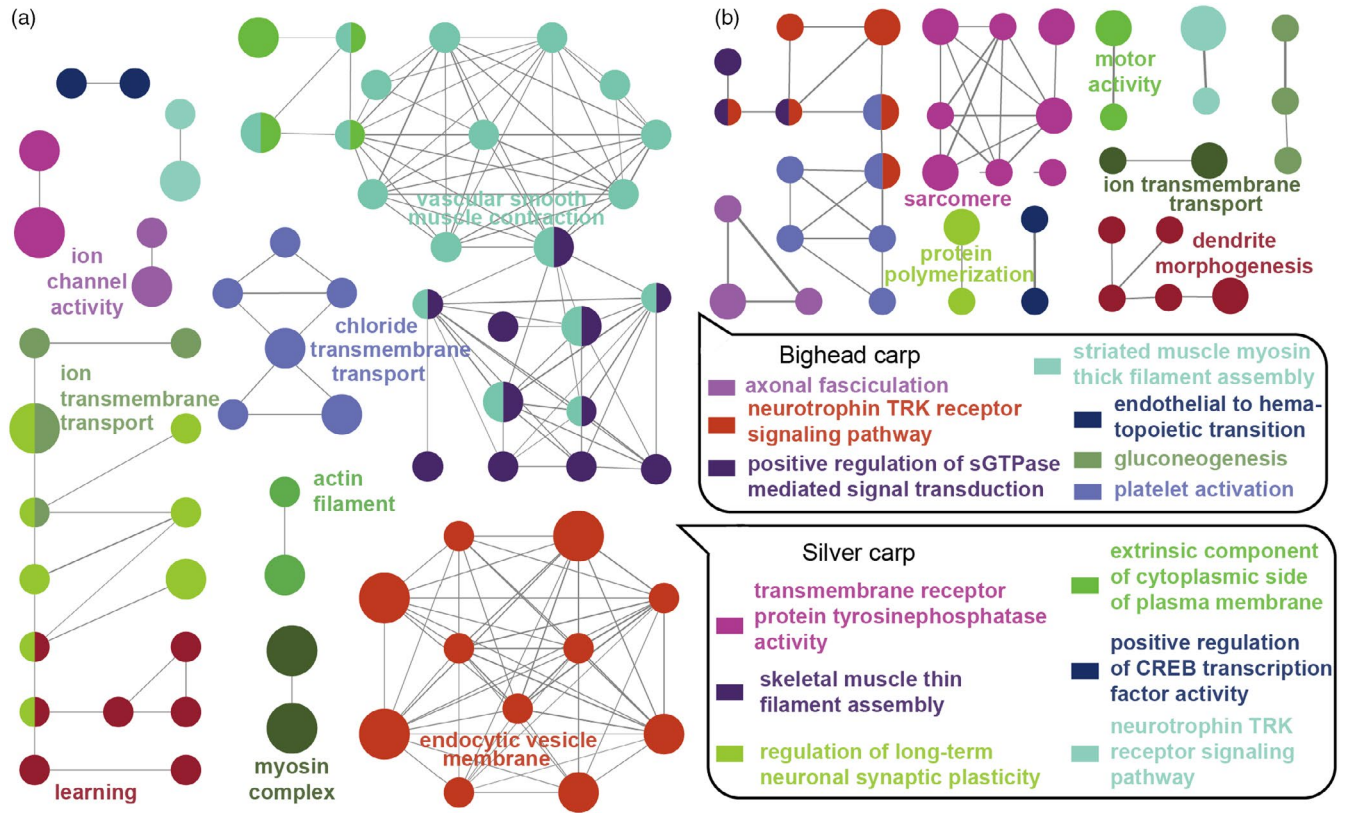 (a)
vascular smooth
muscle contraction
ion
channel
activity
chloride
transmembrane
transport
ion
transmembrane
transport
actin
filament
endocytic vesicle
membrane
myosin
complex
learning
(b)
motor
activity
sarcomere
ion transmembrane
transport
protein
polymerization
dendrite
morphogenesis
Bighead carp
axonal fasciculation
neurotrophin TRK receptor
signaling pathway
positive regulation of sGTPase
mediated signal transduction
striated muscle myosin
thick filament assembly
endothelial to hema-
topoietic transition
gluconeogenesis
platelet activation
Silver carp
transmembrane receptor
protein tyrosinephosphatase
activity
skeletal muscle thin
filament assembly
regulation of long-term
neuronal synaptic plasticity
extrinsic component
of cytoplasmic side
of plasma membrane
positive regulation
of CREB transcription
factor activity
neurotrophin TRK
receptor signaling
pathway